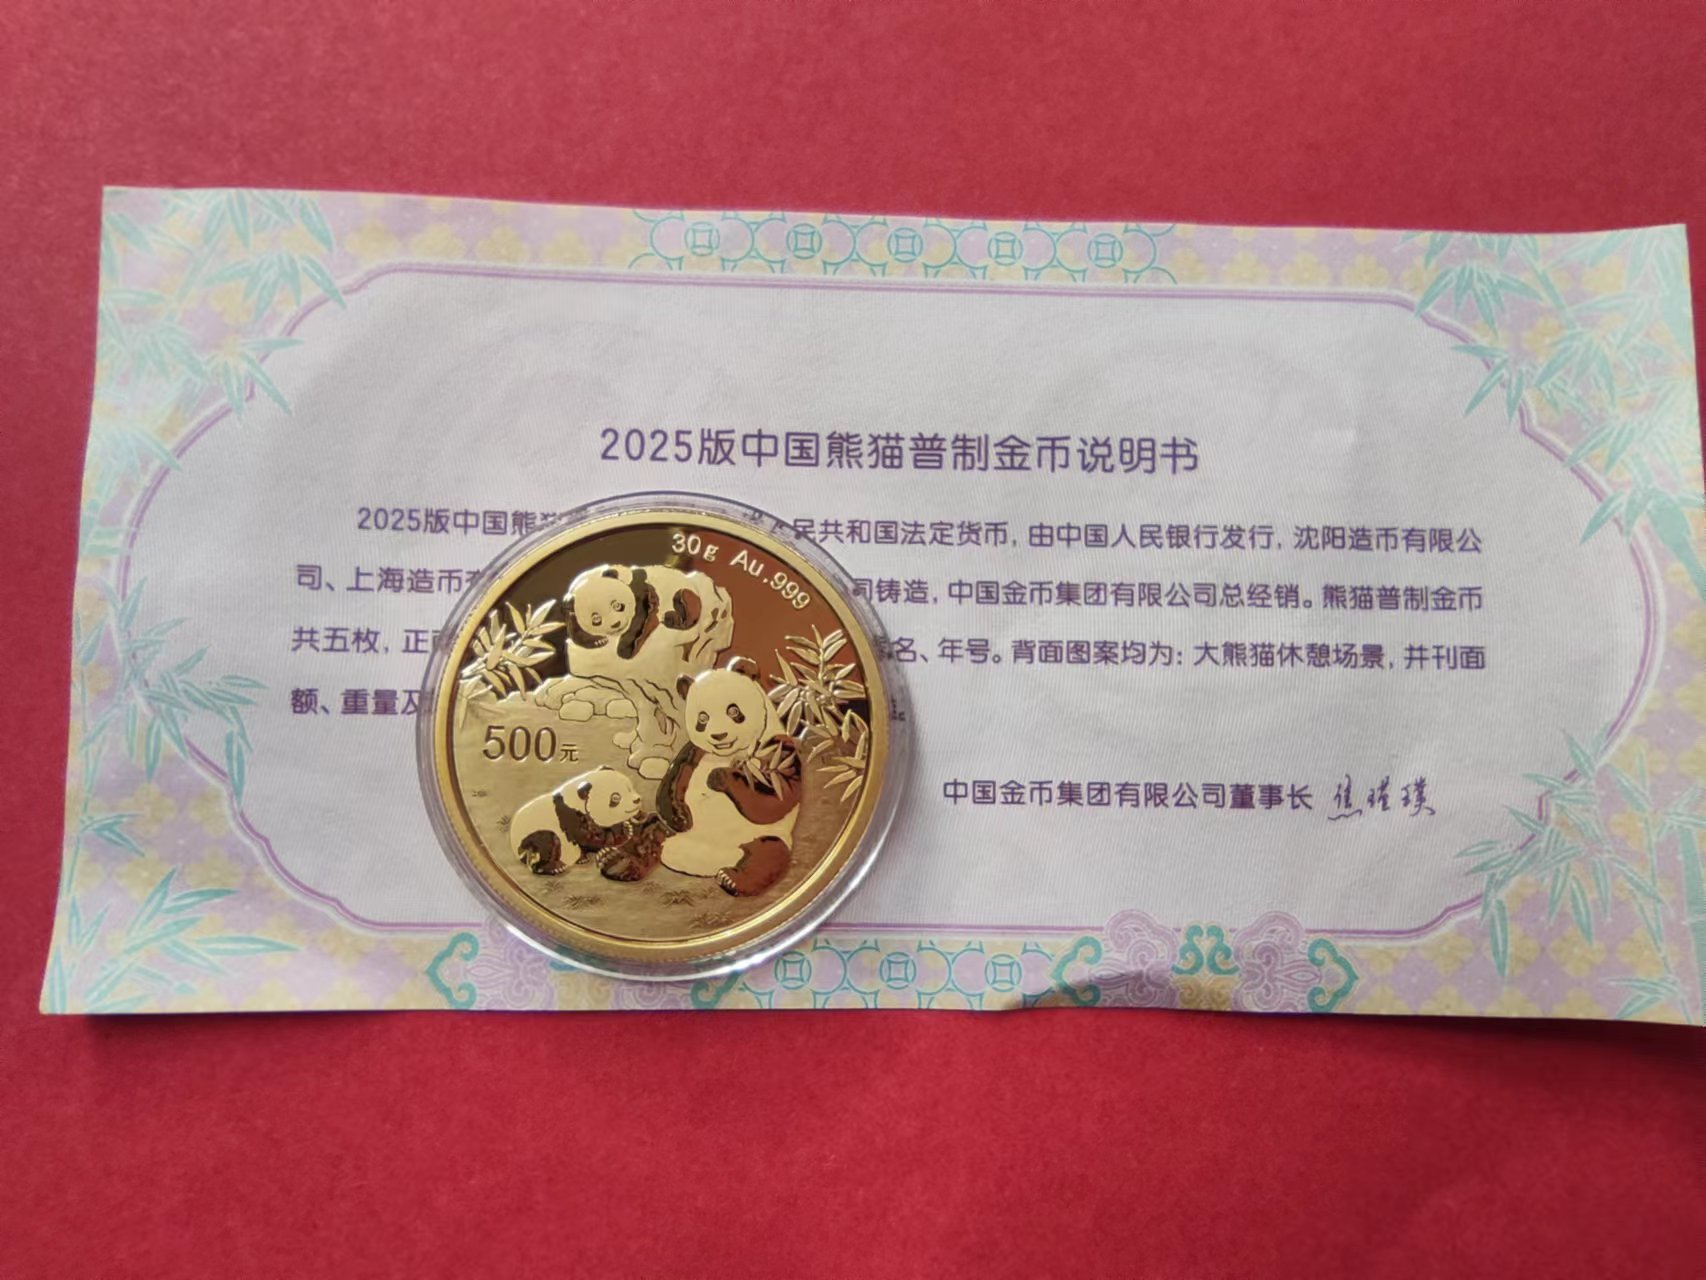 2025版中国熊猫普制金币说明书
2025版中国熊猫 民共和国法定货币，由中国人民银行发行，沈阳造币有限公
司、上海造币有 司铸造，中国金币集团有限公司总经销。熊猫普制金币
共五枚，正面 名、年号。背面图案均为：大熊猫休憩场景，并刊面
额、重量及
中国金币集团有限公司董事长 焦瑾璞
30g Au.999
500元